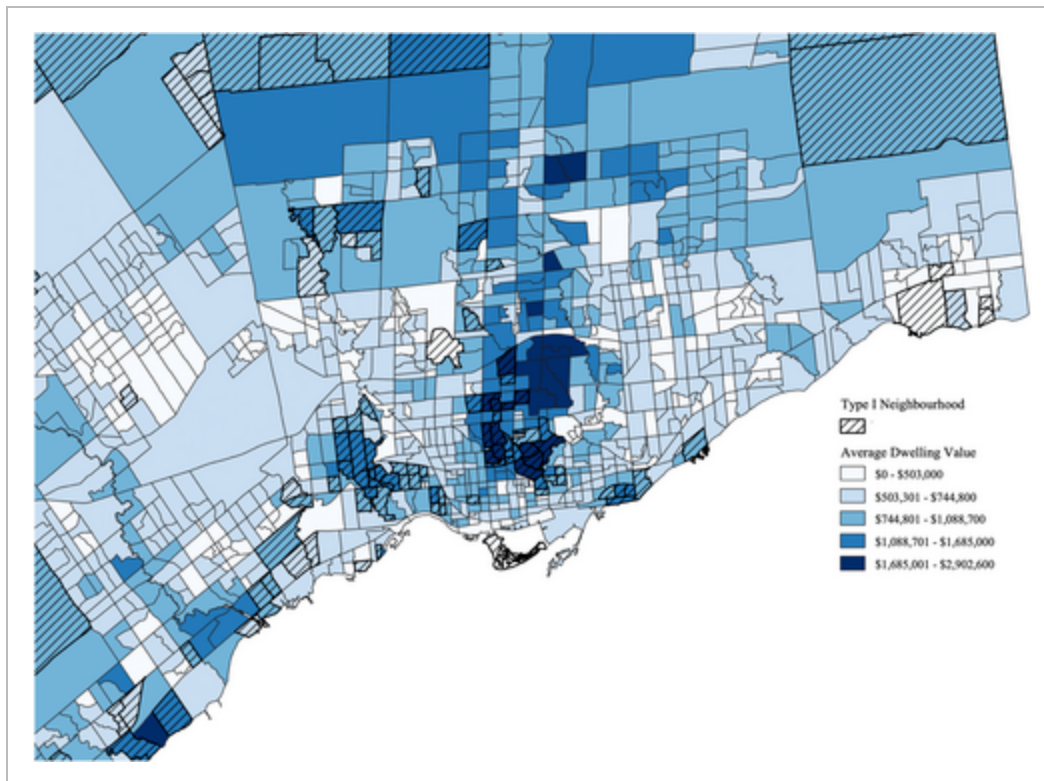 Type I Neighbourhood
Average Dwelling Value
$0 - $503,000
$503,301 - $744,800
$744,801 - $1,088,700
$1,088,701 - $1,685,000
$1,685,001 - $2,902,600